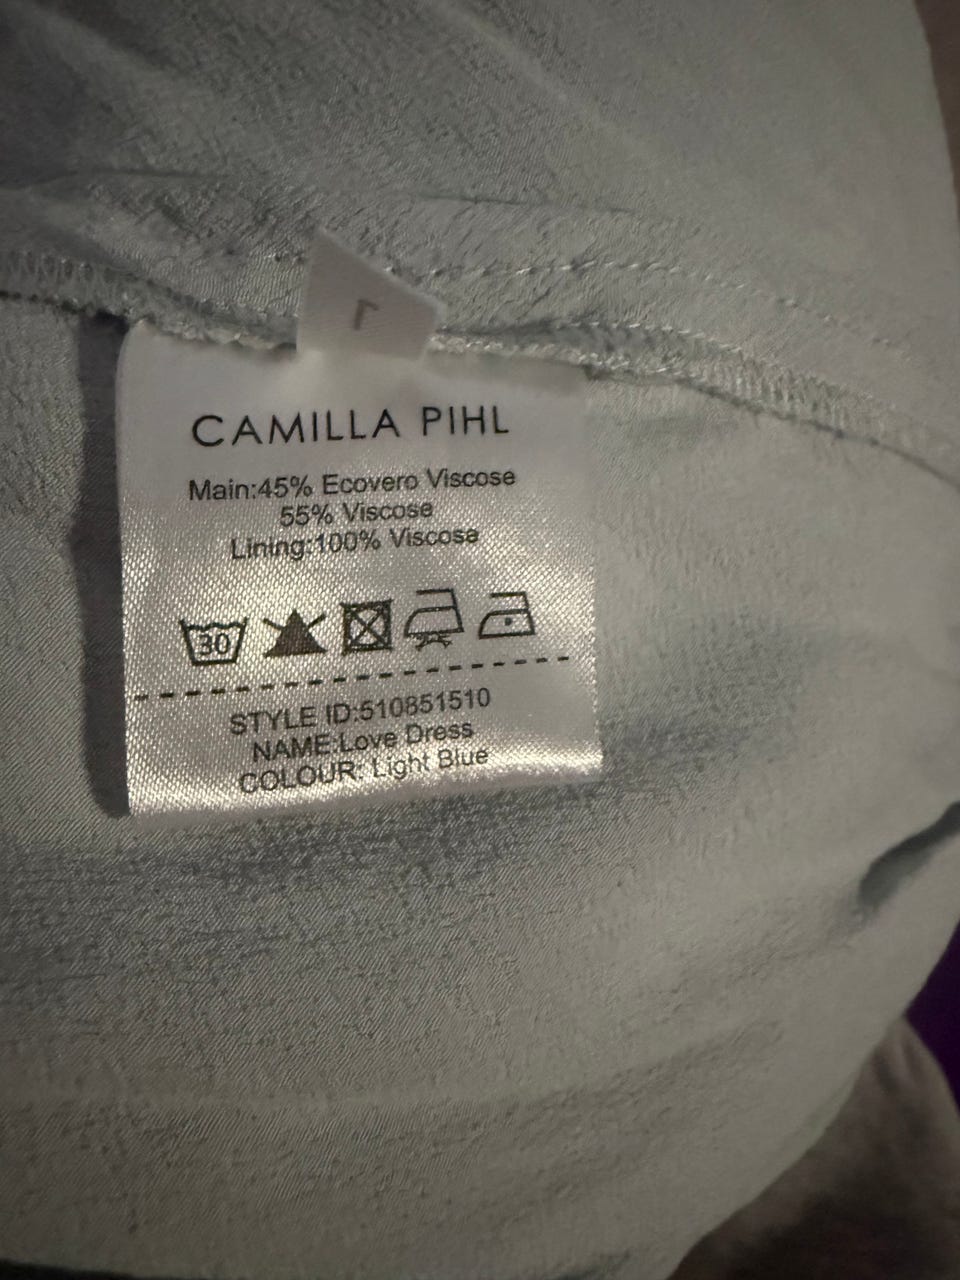 L
CAMILLA PIHL
Main:45% Ecovero Viscose
55% Viscose
Lining:100% Viscose
30
STYLE ID:510851510
NAME:Love Dress
COLOUR: Light Blue